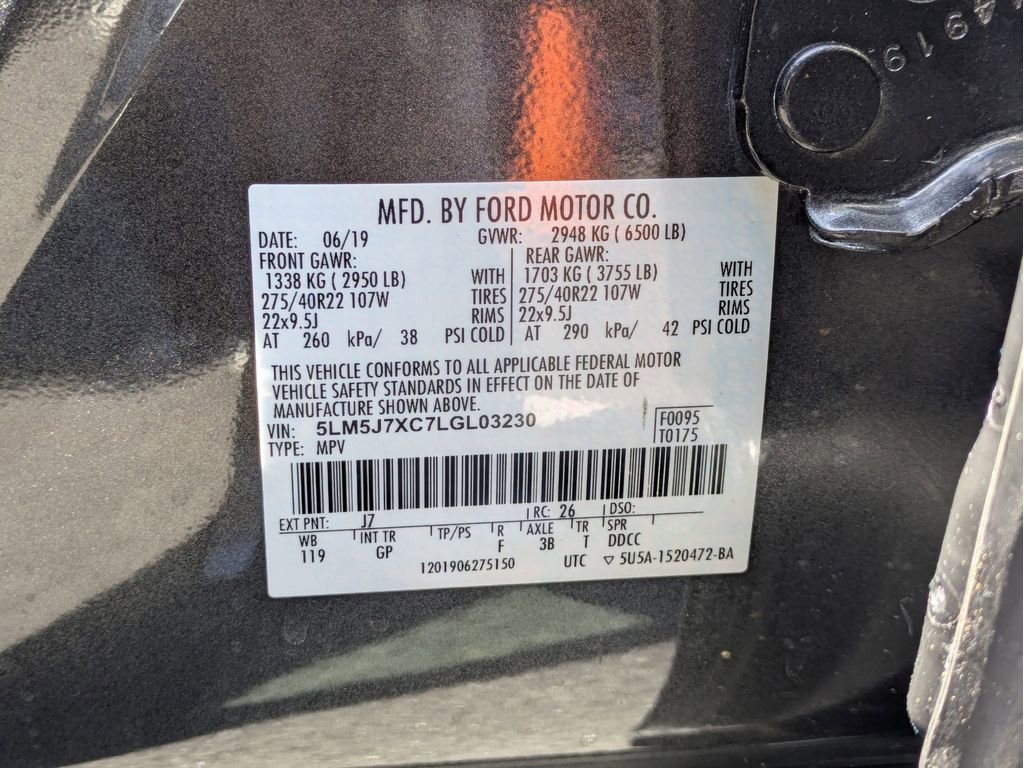 4919
MFD. BY FORD MOTOR CO.
DATE: 06/19 GVWR: 2948 KG ( 6500 LB)
FRONT GAWR: REAR GAWR:
1338 KG ( 2950 LB) WITH 1703 KG ( 3755 LB) WITH
275/40R22 107W TIRES 275/40R22 107W TIRES
22x9.5J RIMS 22x9.5J RIMS
AT 260 kPa/ 38 PSI COLD AT 290 kPa/ 42 PSI COLD
THIS VEHICLE CONFORMS TO ALL APPLICABLE FEDERAL MOTOR
VEHICLE SAFETY STANDARDS IN EFFECT ON THE DATE OF
MANUFACTURE SHOWN ABOVE.
VIN: 5LM5J7XC7LGL03230 F0095
TYPE: MPV T0175
EXT PNT: J7 RC: 26 DSO:
WB INT TR TP/PS R AXLE TR SPR
119 GP F 3B T DDCC
1201906275150 UTC ▽ 5U5A-1520472-BA